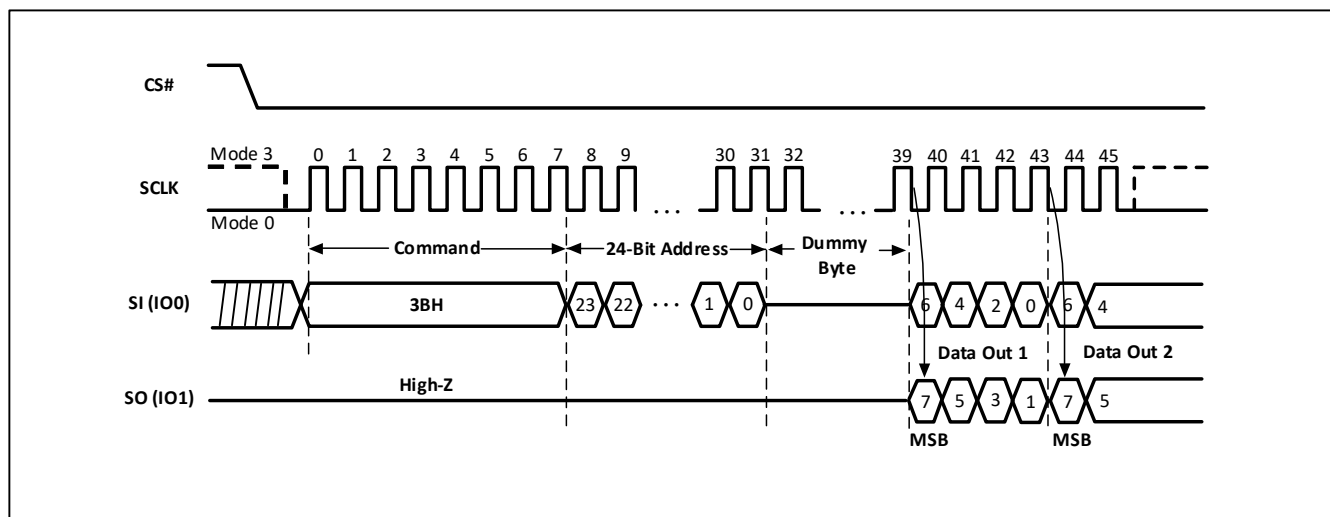 CS#
Mode 3 0 1 2 3 4 5 6 7 8 9 30 31 32 39 40 41 42 43 44 45
SCLK
Mode 0 ... ...
Command 24-Bit Address Dummy
Byte
SI (IO0) 3BH 23 22 ... 1 0 6 4 2 0 6 4
Data Out 1 Data Out 2
High-Z
SO (IO1) 7 5 3 1 7 5
MSB MSB